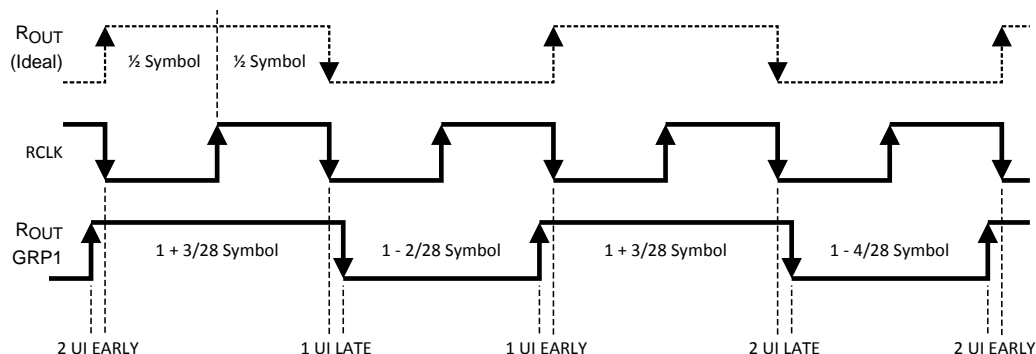 ROUT
(Ideal)
½ Symbol ½ Symbol
RCLK
ROUT
GRP1
1 + 3/28 Symbol 1 - 2/28 Symbol 1 + 3/28 Symbol 1 - 4/28 Symbol
2 UI EARLY 1 UI LATE 1 UI EARLY 2 UI LATE 2 UI EARLY